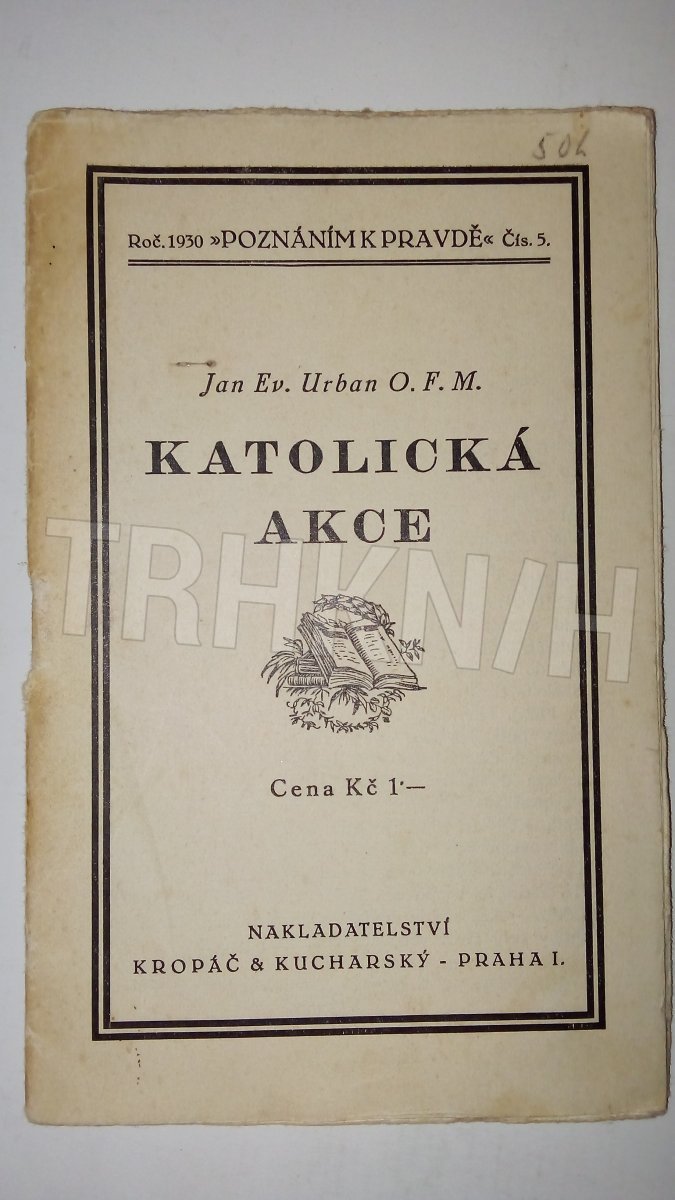 50h
Roč. 1930 »POZNÁNÍM K PRAVDĚ« Čís. 5.
Jan Ev. Urban O. F. M.
KATOLICKÁ
AKCE
TRHKN/H
Cena Kč 1·—
NAKLADATELSTVÍ
KROPÁČ & KUCHARSKÝ - PRAHA I.